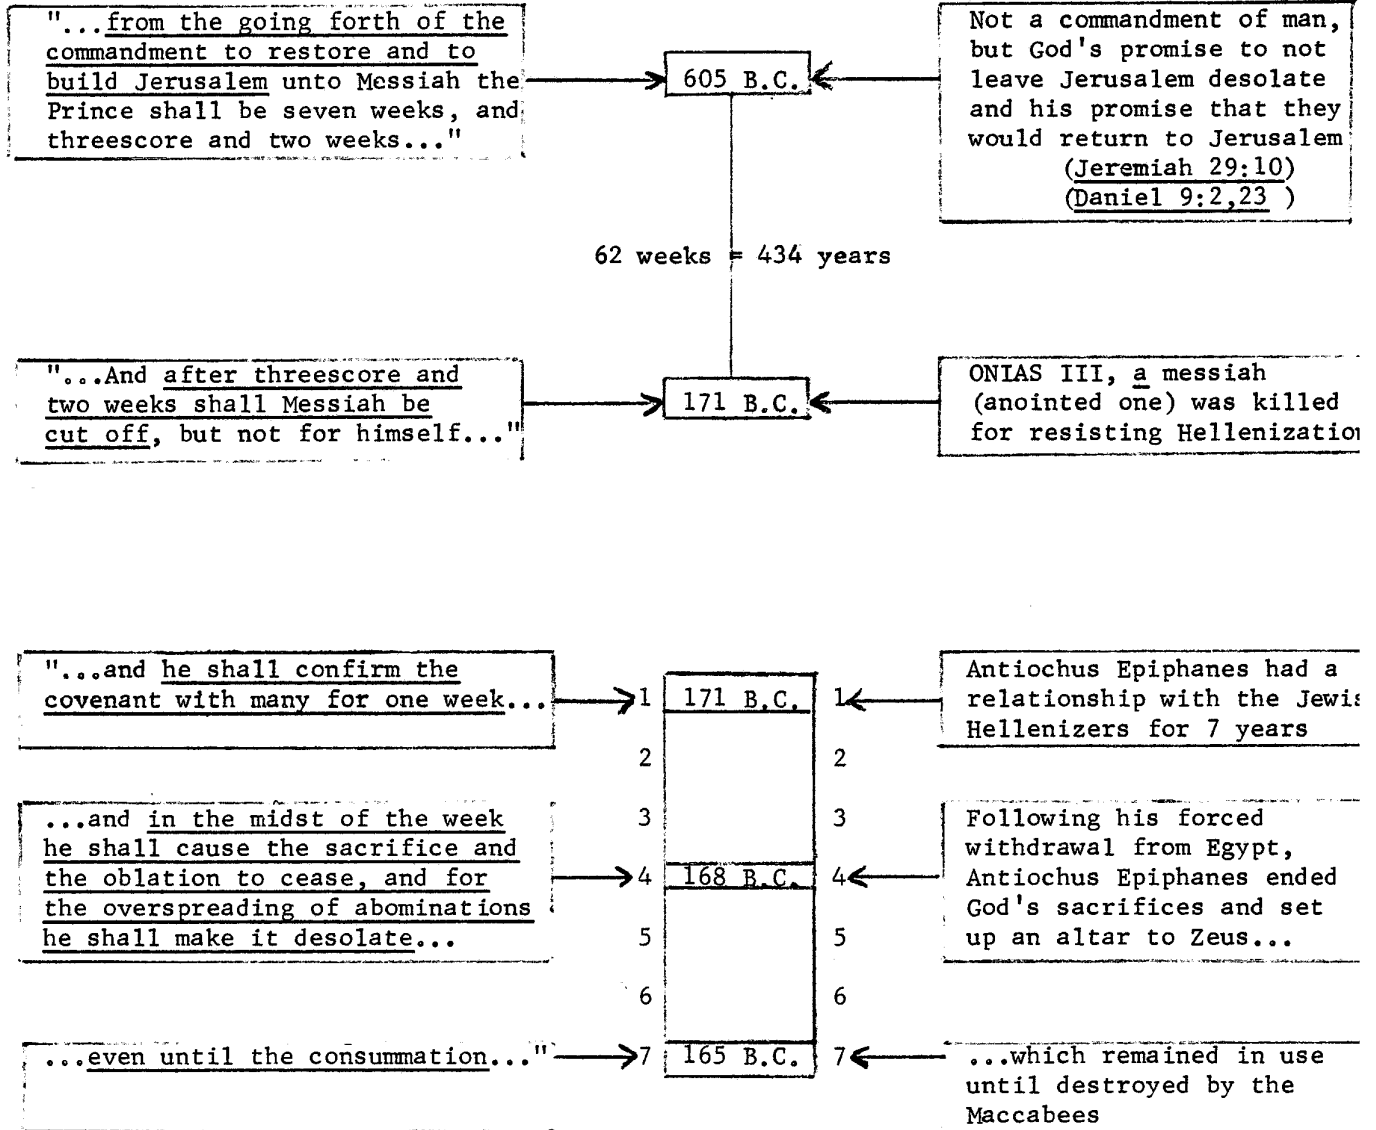 "...from the going forth of the
commandment to restore and to
build Jerusalem unto Messiah the
Prince shall be seven weeks, and
threescore and two weeks..."
605 B.C.
Not a commandment of man,
but God's promise to not
leave Jerusalem desolate
and his promise that they
would return to Jerusalem
(Jeremiah 29:10)
(Daniel 9:2,23 )
62 weeks = 434 years
"...And after threescore and
two weeks shall Messiah be
cut off, but not for himself..."
171 B.C.
ONIAS III, a messiah
(anointed one) was killed
for resisting Hellenization
"...and he shall confirm the
covenant with many for one week...
1 171 B.C. 1
Antiochus Epiphanes had a
relationship with the Jewis
Hellenizers for 7 years
2 2
...and in the midst of the week
he shall cause the sacrifice and
the oblation to cease, and for
the overspreading of abominations
he shall make it desolate...
3 3
4 168 B.C. 4
5 5
6 6
Following his forced
withdrawal from Egypt,
Antiochus Epiphanes ended
God's sacrifices and set
up an altar to Zeus...
...even until the consummation..."
7 165 B.C. 7
...which remained in use
until destroyed by the
Maccabees